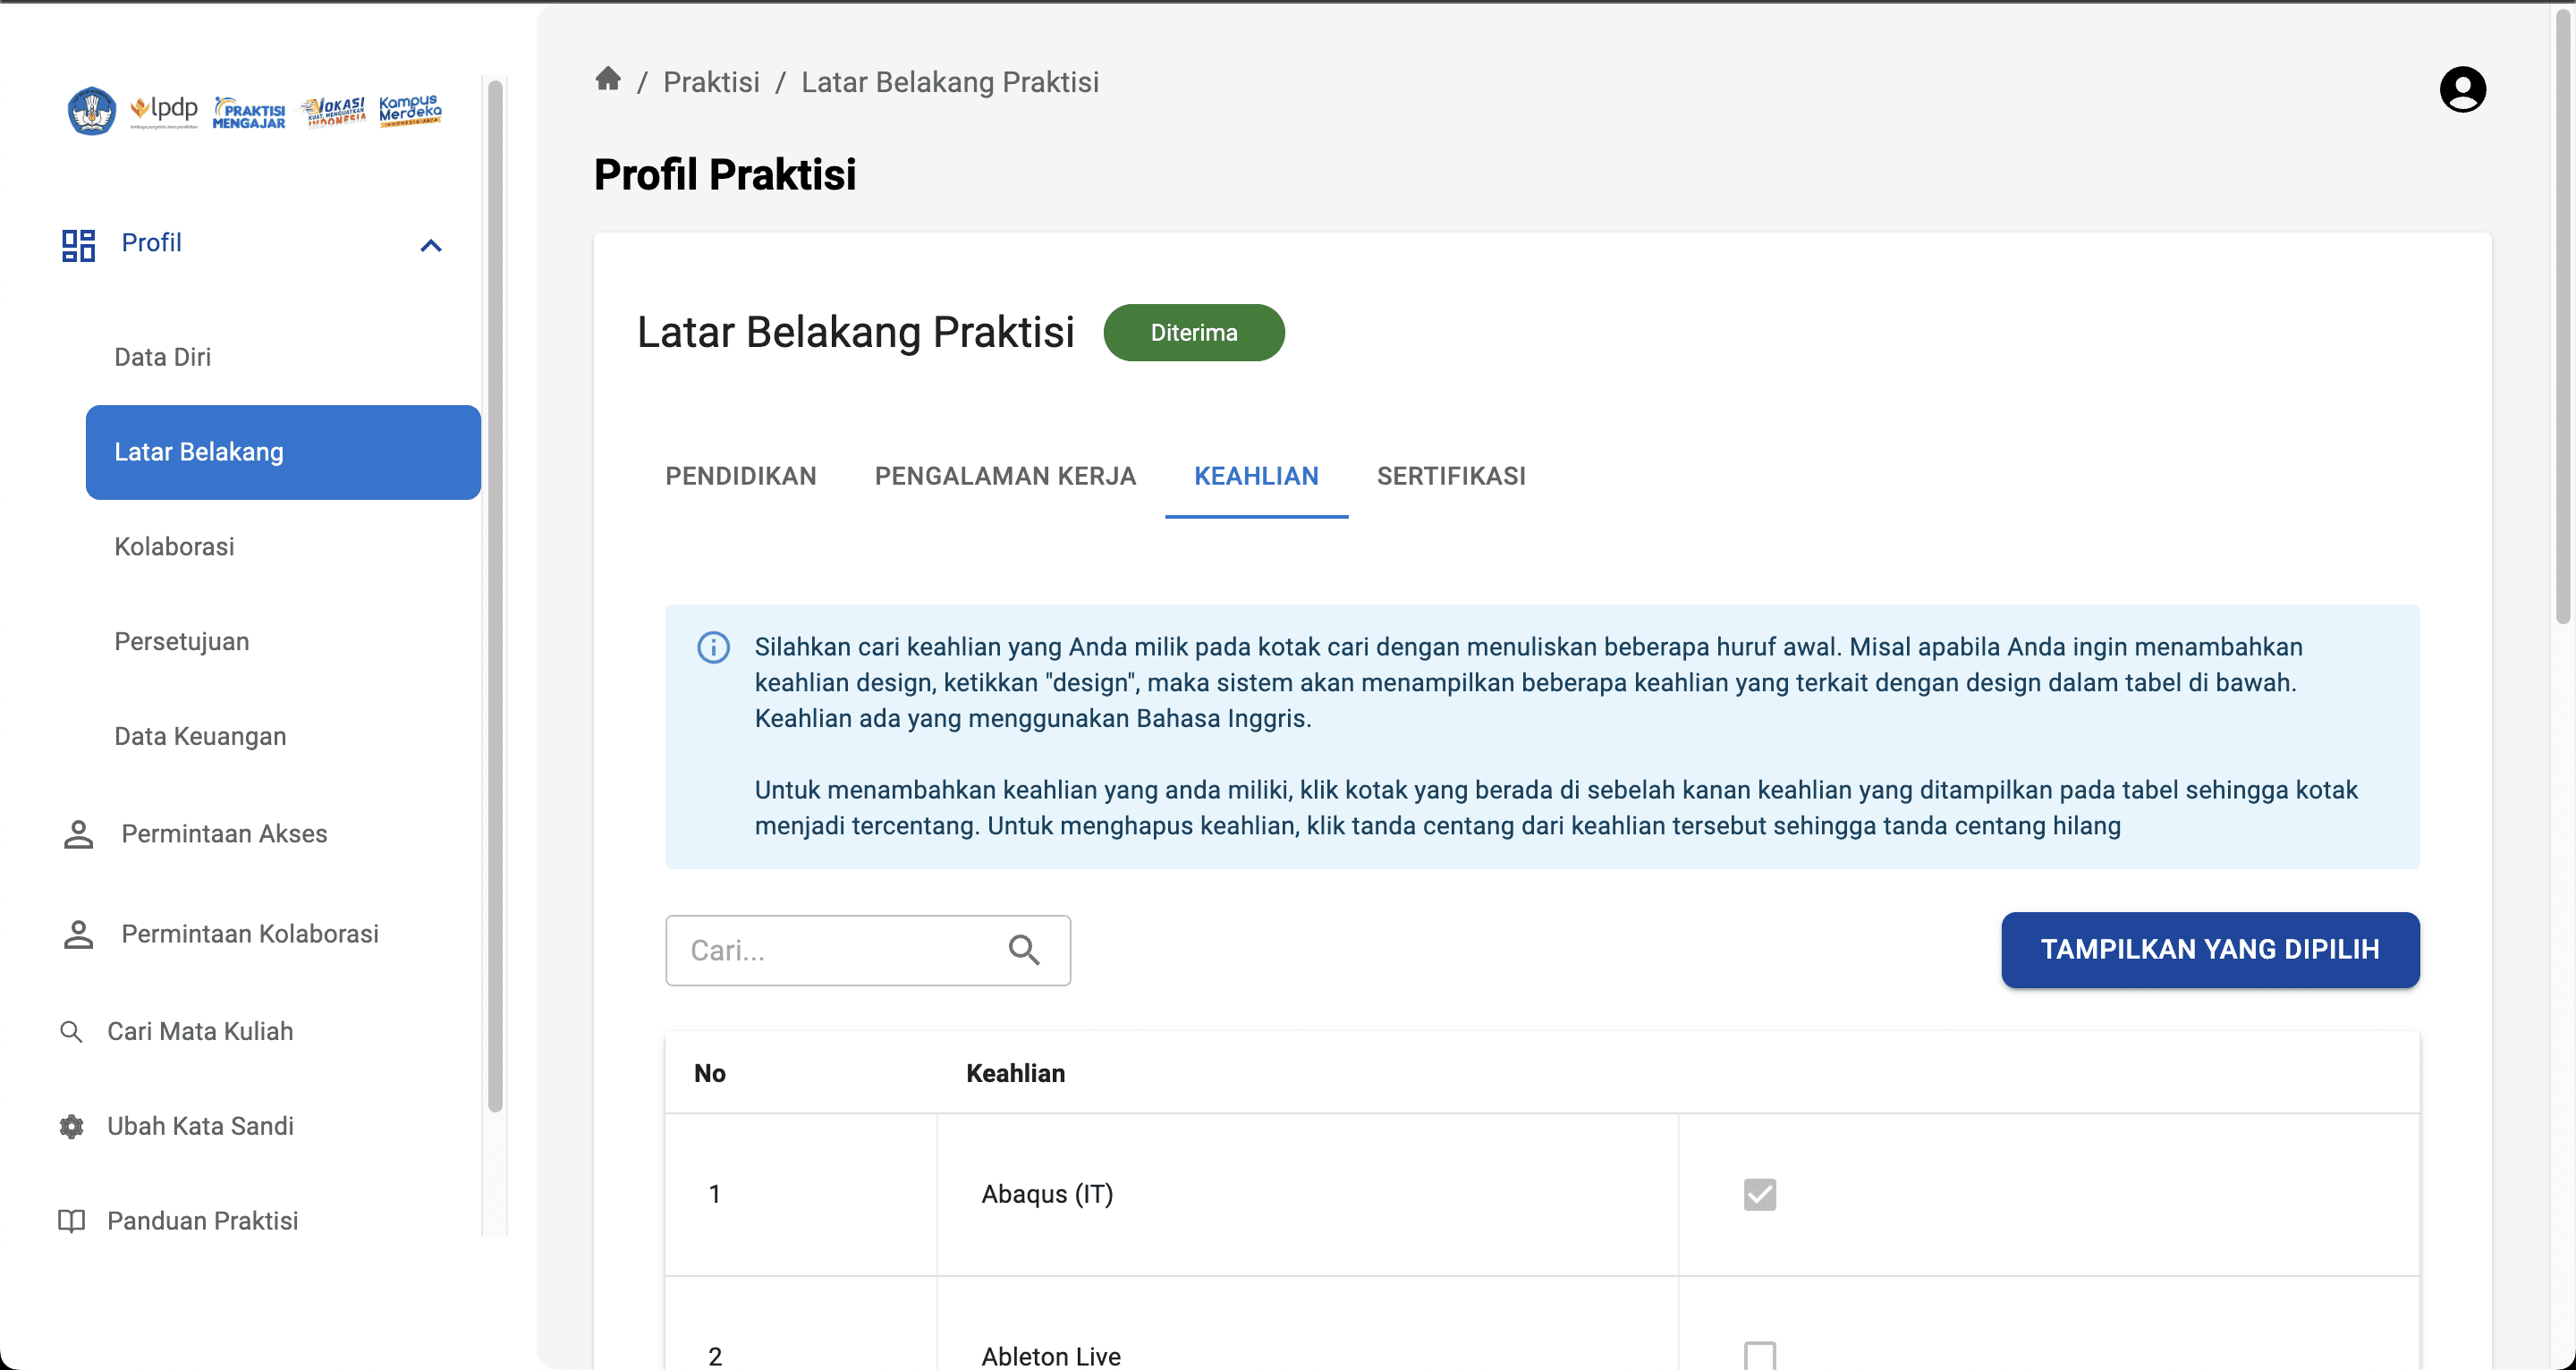 lpdp
PRAKTISI
MENGAJAR
VOKASI
KUAT, MENGUATKAN
INDONESIA
Kampus
Merdeka
INDONESIA JAYA
/ Praktisi / Latar Belakang Praktisi
Profil Praktisi
Profil
Data Diri
Latar Belakang
Kolaborasi
Persetujuan
Data Keuangan
Permintaan Akses
Permintaan Kolaborasi
Cari Mata Kuliah
Ubah Kata Sandi
Panduan Praktisi
Latar Belakang Praktisi
Diterima
PENDIDIKAN PENGALAMAN KERJA KEAHLIAN SERTIFIKASI
Silahkan cari keahlian yang Anda milik pada kotak cari dengan menuliskan beberapa huruf awal. Misal apabila Anda ingin menambahkan
keahlian design, ketikkan "design", maka sistem akan menampilkan beberapa keahlian yang terkait dengan design dalam tabel di bawah.
Keahlian ada yang menggunakan Bahasa Inggris.
Untuk menambahkan keahlian yang anda miliki, klik kotak yang berada di sebelah kanan keahlian yang ditampilkan pada tabel sehingga kotak
menjadi tercentang. Untuk menghapus keahlian, klik tanda centang dari keahlian tersebut sehingga tanda centang hilang
Cari...
TAMPILKAN YANG DIPILIH
No Keahlian
1 Abaqus (IT)
2 Ableton Live